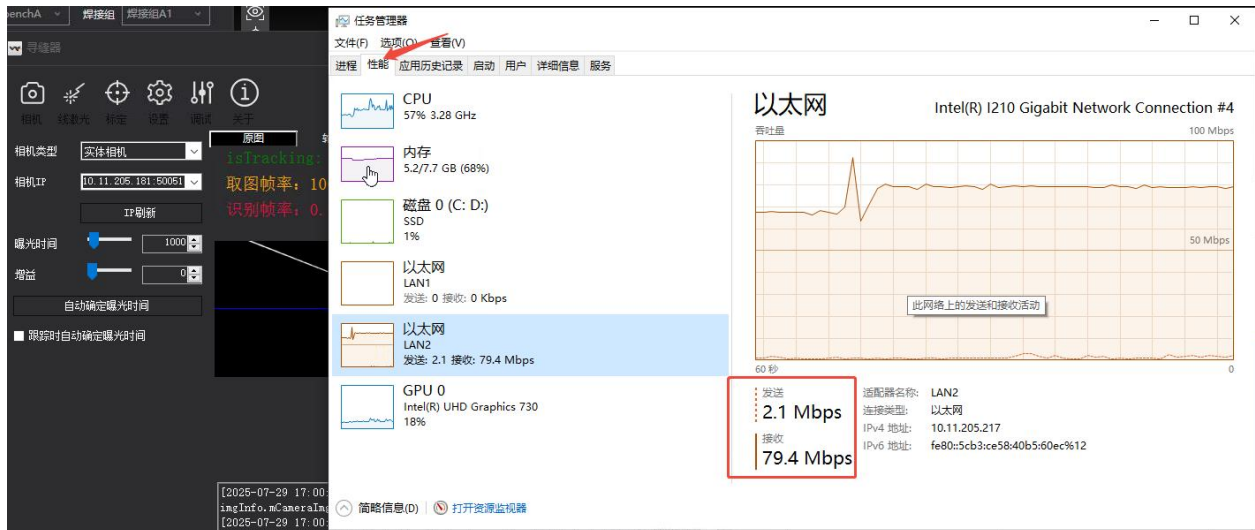 enchA 焊接组 焊接组A1
寻缝器
相机 线激光 标定 设置 调试 关于
相机类型 实体相机
相机IP 10.11.205.181:50051
IP刷新
曝光时间 1000
增益 0
自动确定曝光时间
跟踪时自动确定曝光时间
原图
isTracking:
取图帧率: 10
识别帧率: 0.
[2025-07-29 17:00:
imgInfo.mCameraImg
[2025-07-29 17:00:
任务管理器
文件(F) 选项(O) 查看(V)
进程 性能 应用历史记录 启动 用户 详细信息 服务
CPU
57% 3.28 GHz
内存
5.2/7.7 GB (68%)
磁盘 0 (C: D:)
SSD
1%
以太网
LAN1
发送: 0 接收: 0 Kbps
以太网
LAN2
发送: 2.1 接收: 79.4 Mbps
GPU 0
Intel(R) UHD Graphics 730
18%
以太网 Intel(R) I210 Gigabit Network Connection #4
吞吐量 100 Mbps
50 Mbps
此网络上的发送和接收活动
60 秒 0
发送
2.1 Mbps
接收
79.4 Mbps
适配器名称: LAN2
连接类型: 以太网
IPv4 地址: 10.11.205.217
IPv6 地址: fe80::5cb3:ce58:40b5:60ec%12
简略信息(D) 打开资源监视器